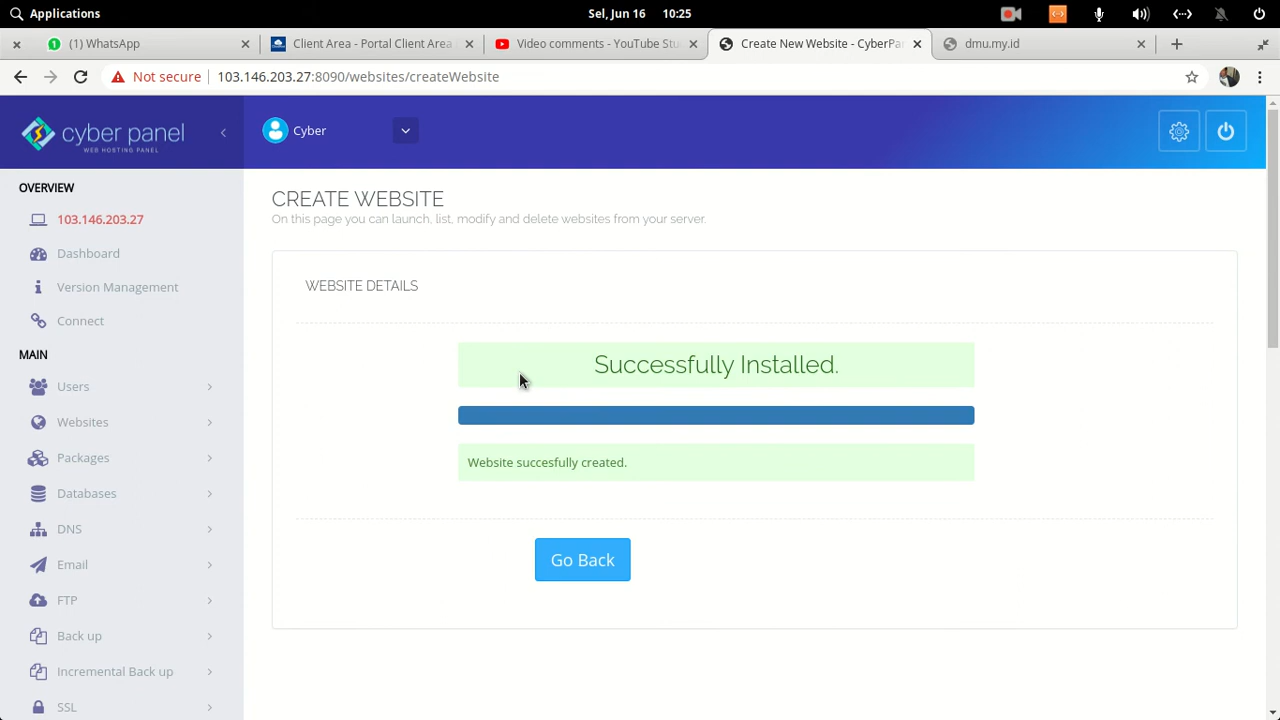 Applications
Sel, Jun 16 10:25
(1) WhatsApp
Client Area - Portal Client Area
Video comments - YouTube Stu
Create New Website - CyberPan
dmu.my.id
Not secure
103.146.203.27:8090/websites/createWebsite
cyber panel
WEB HOSTING PANEL
Cyber
OVERVIEW
103.146.203.27
Dashboard
Version Management
Connect
MAIN
Users
Websites
Packages
Databases
DNS
Email
FTP
Back up
Incremental Back up
SSL
CREATE WEBSITE
On this page you can launch, list, modify and delete websites from your server.
WEBSITE DETAILS
Successfully Installed.
Website succesfully created.
Go Back